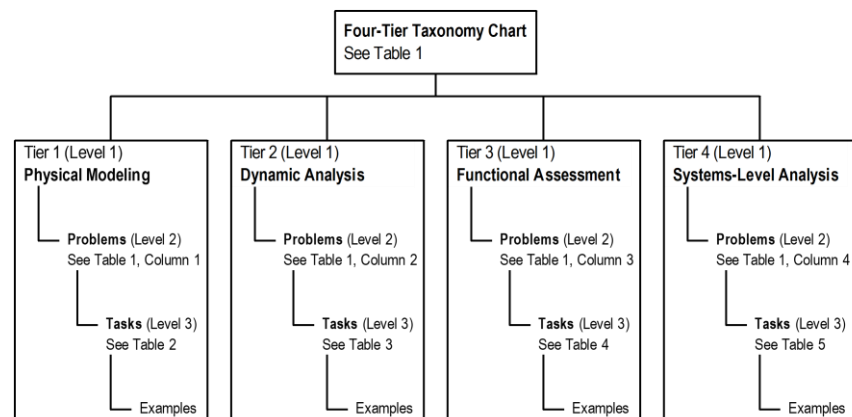 Four-Tier Taxonomy Chart
See Table 1
Tier 1 (Level 1)
Physical Modeling
Problems (Level 2)
See Table 1, Column 1
Tasks (Level 3)
See Table 2
Examples
Tier 2 (Level 1)
Dynamic Analysis
Problems (Level 2)
See Table 1, Column 2
Tasks (Level 3)
See Table 3
Examples
Tier 3 (Level 1)
Functional Assessment
Problems (Level 2)
See Table 1, Column 3
Tasks (Level 3)
See Table 4
Examples
Tier 4 (Level 1)
Systems-Level Analysis
Problems (Level 2)
See Table 1, Column 4
Tasks (Level 3)
See Table 5
Examples